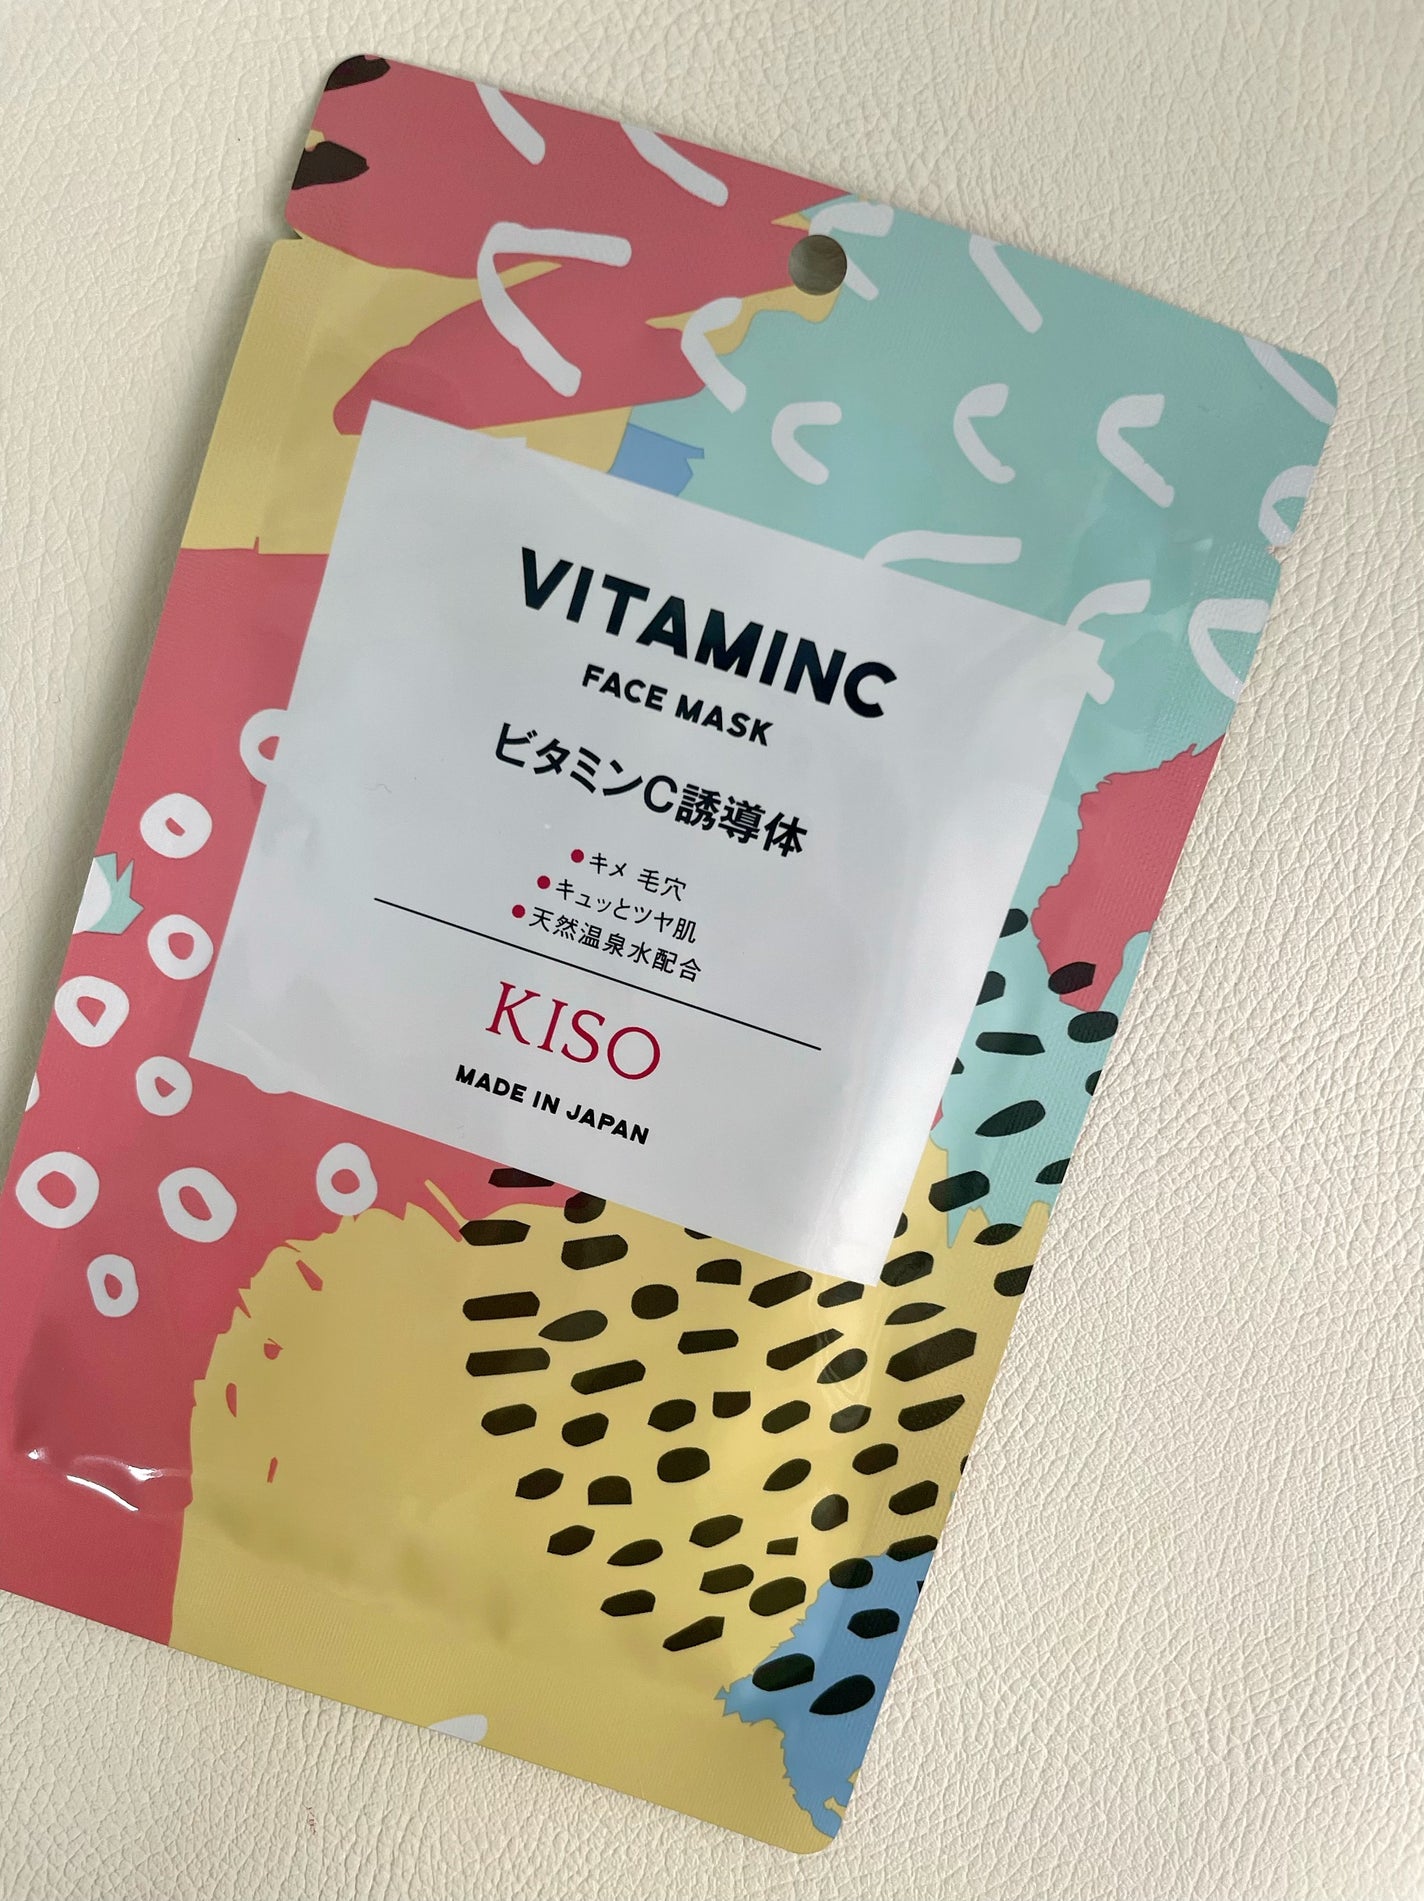 VITAMINC
FACE MASK
ビタミンC誘導体
●キメ 毛穴
●キュッとツヤ肌
●天然温泉水配合
KISO
MADE IN JAPAN